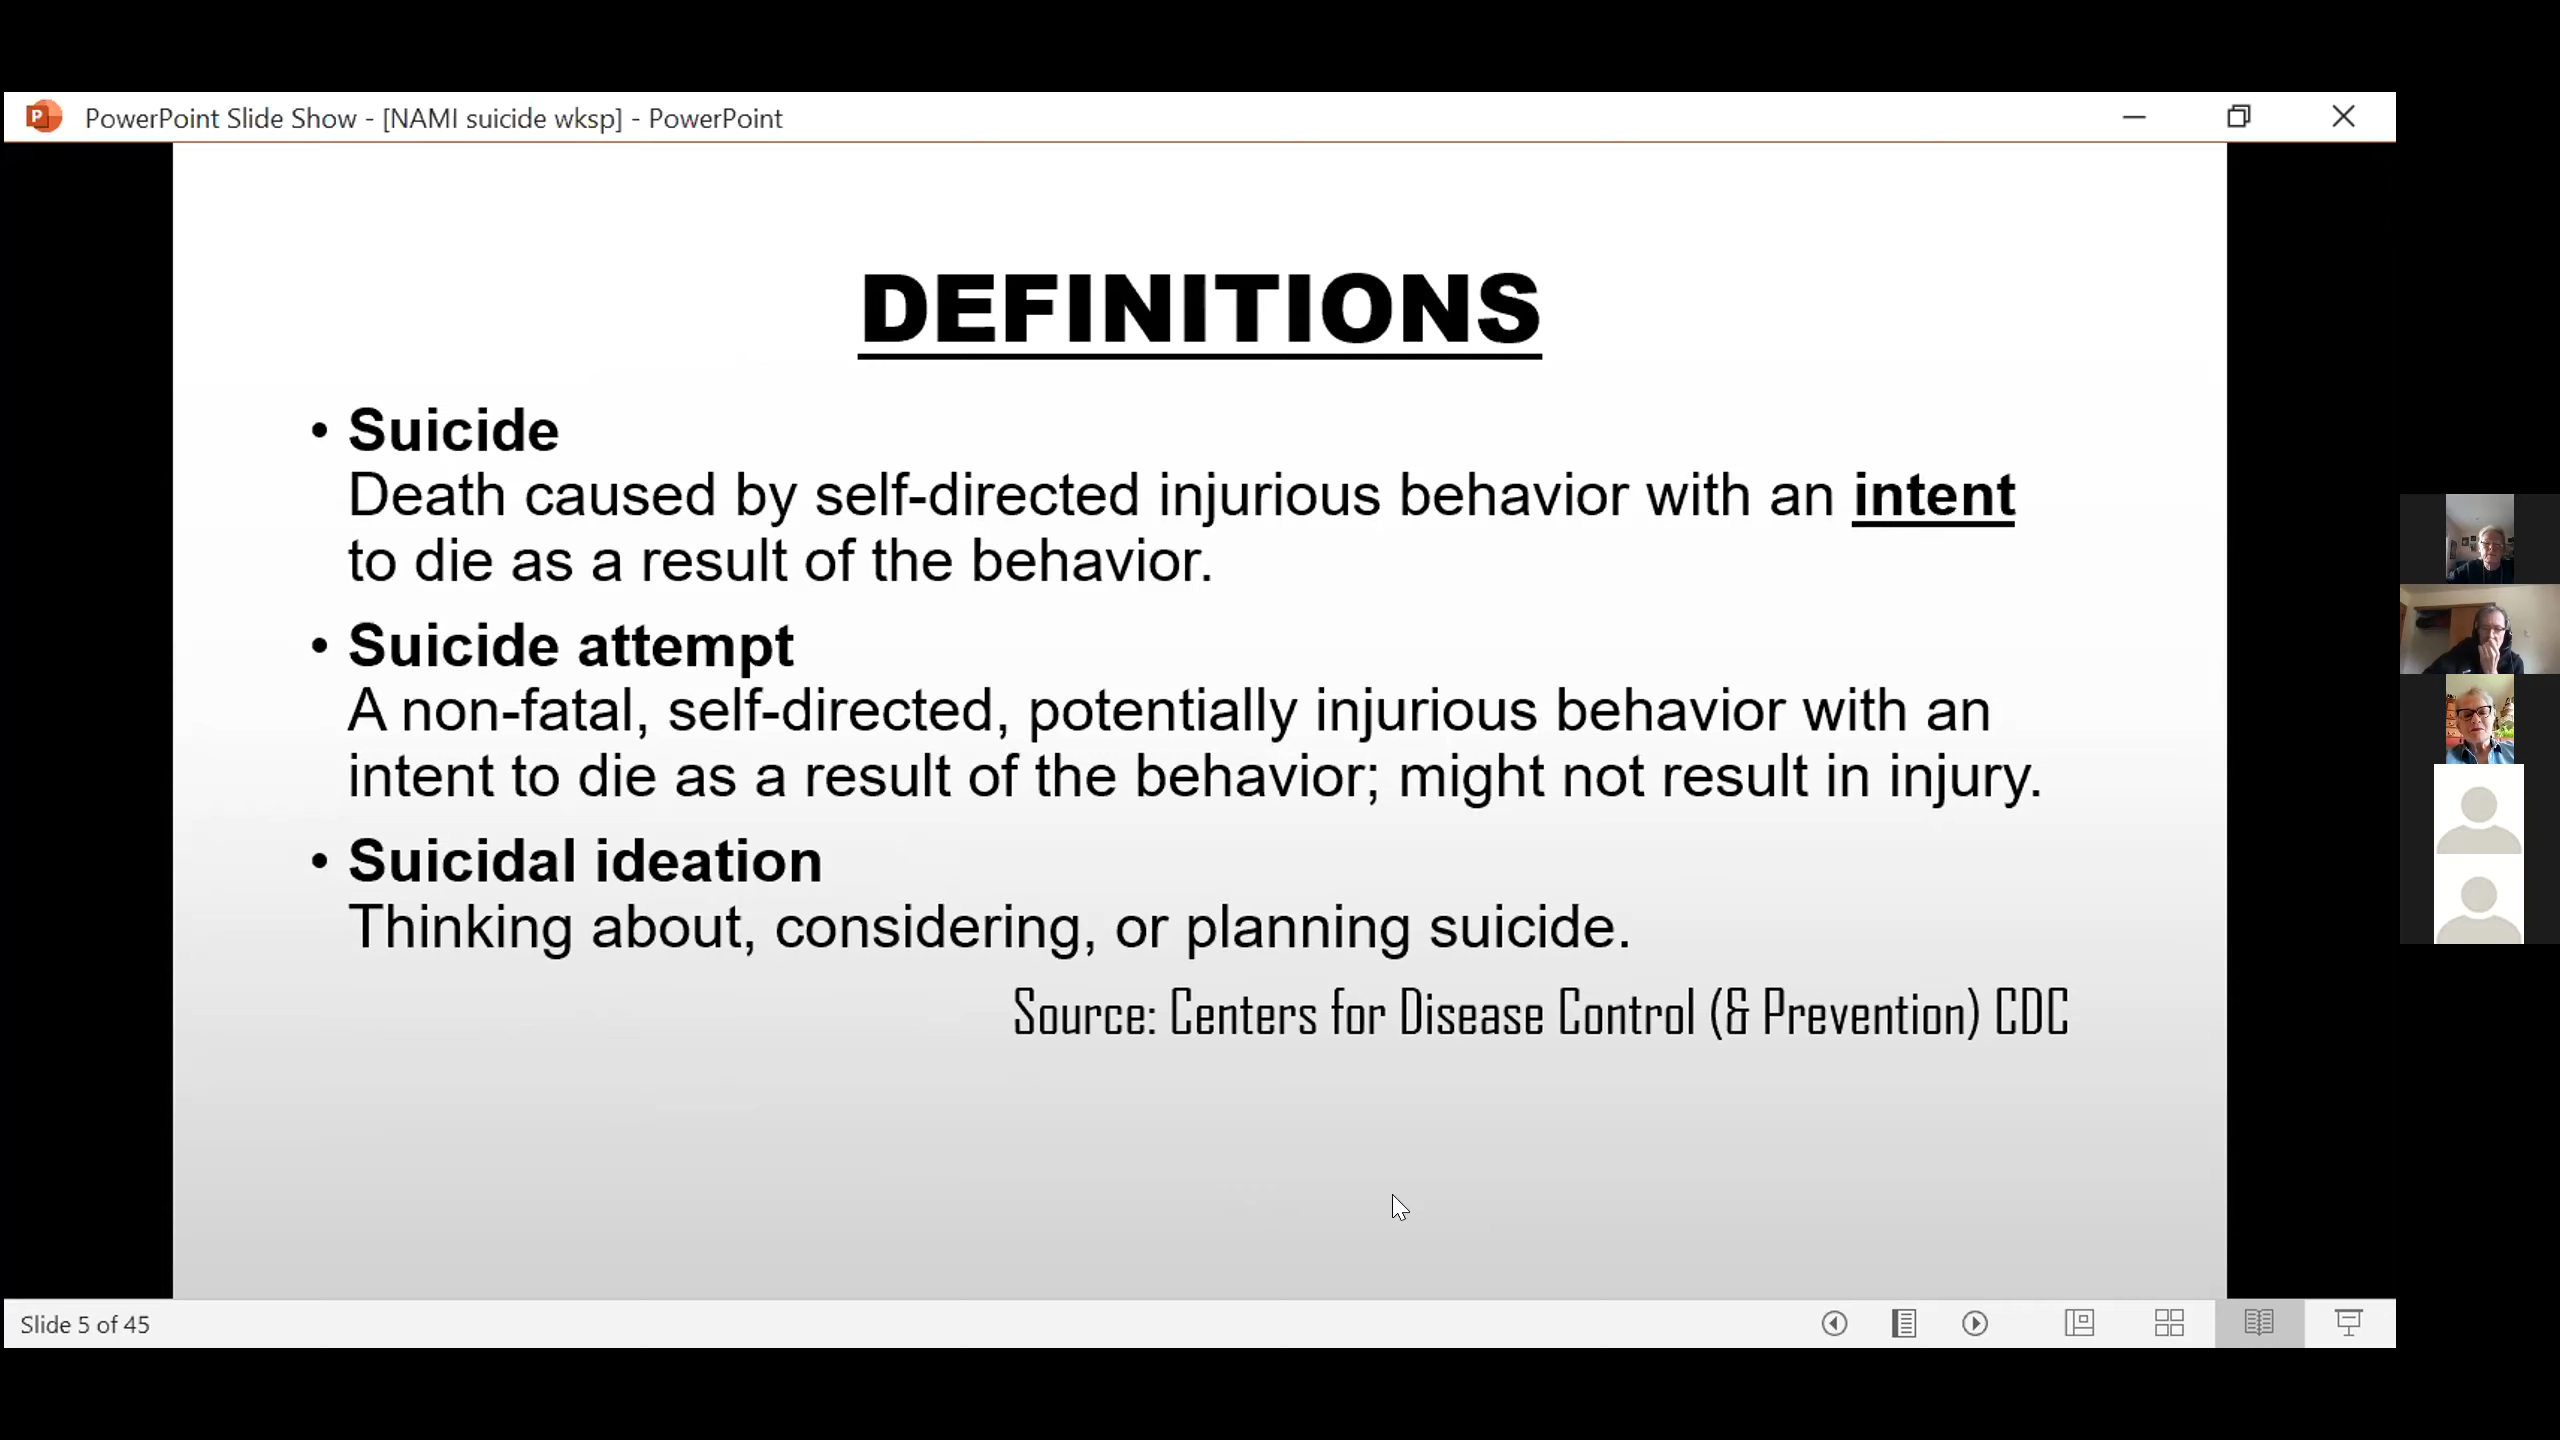 PowerPoint Slide Show - [NAMI suicide wksp] - PowerPoint
DEFINITIONS
• Suicide
Death caused by self-directed injurious behavior with an intent
to die as a result of the behavior.
• Suicide attempt
A non-fatal, self-directed, potentially injurious behavior with an
intent to die as a result of the behavior; might not result in injury.
• Suicidal ideation
Thinking about, considering, or planning suicide.
Source: Centers for Disease Control (& Prevention) CDC
Slide 5 of 45